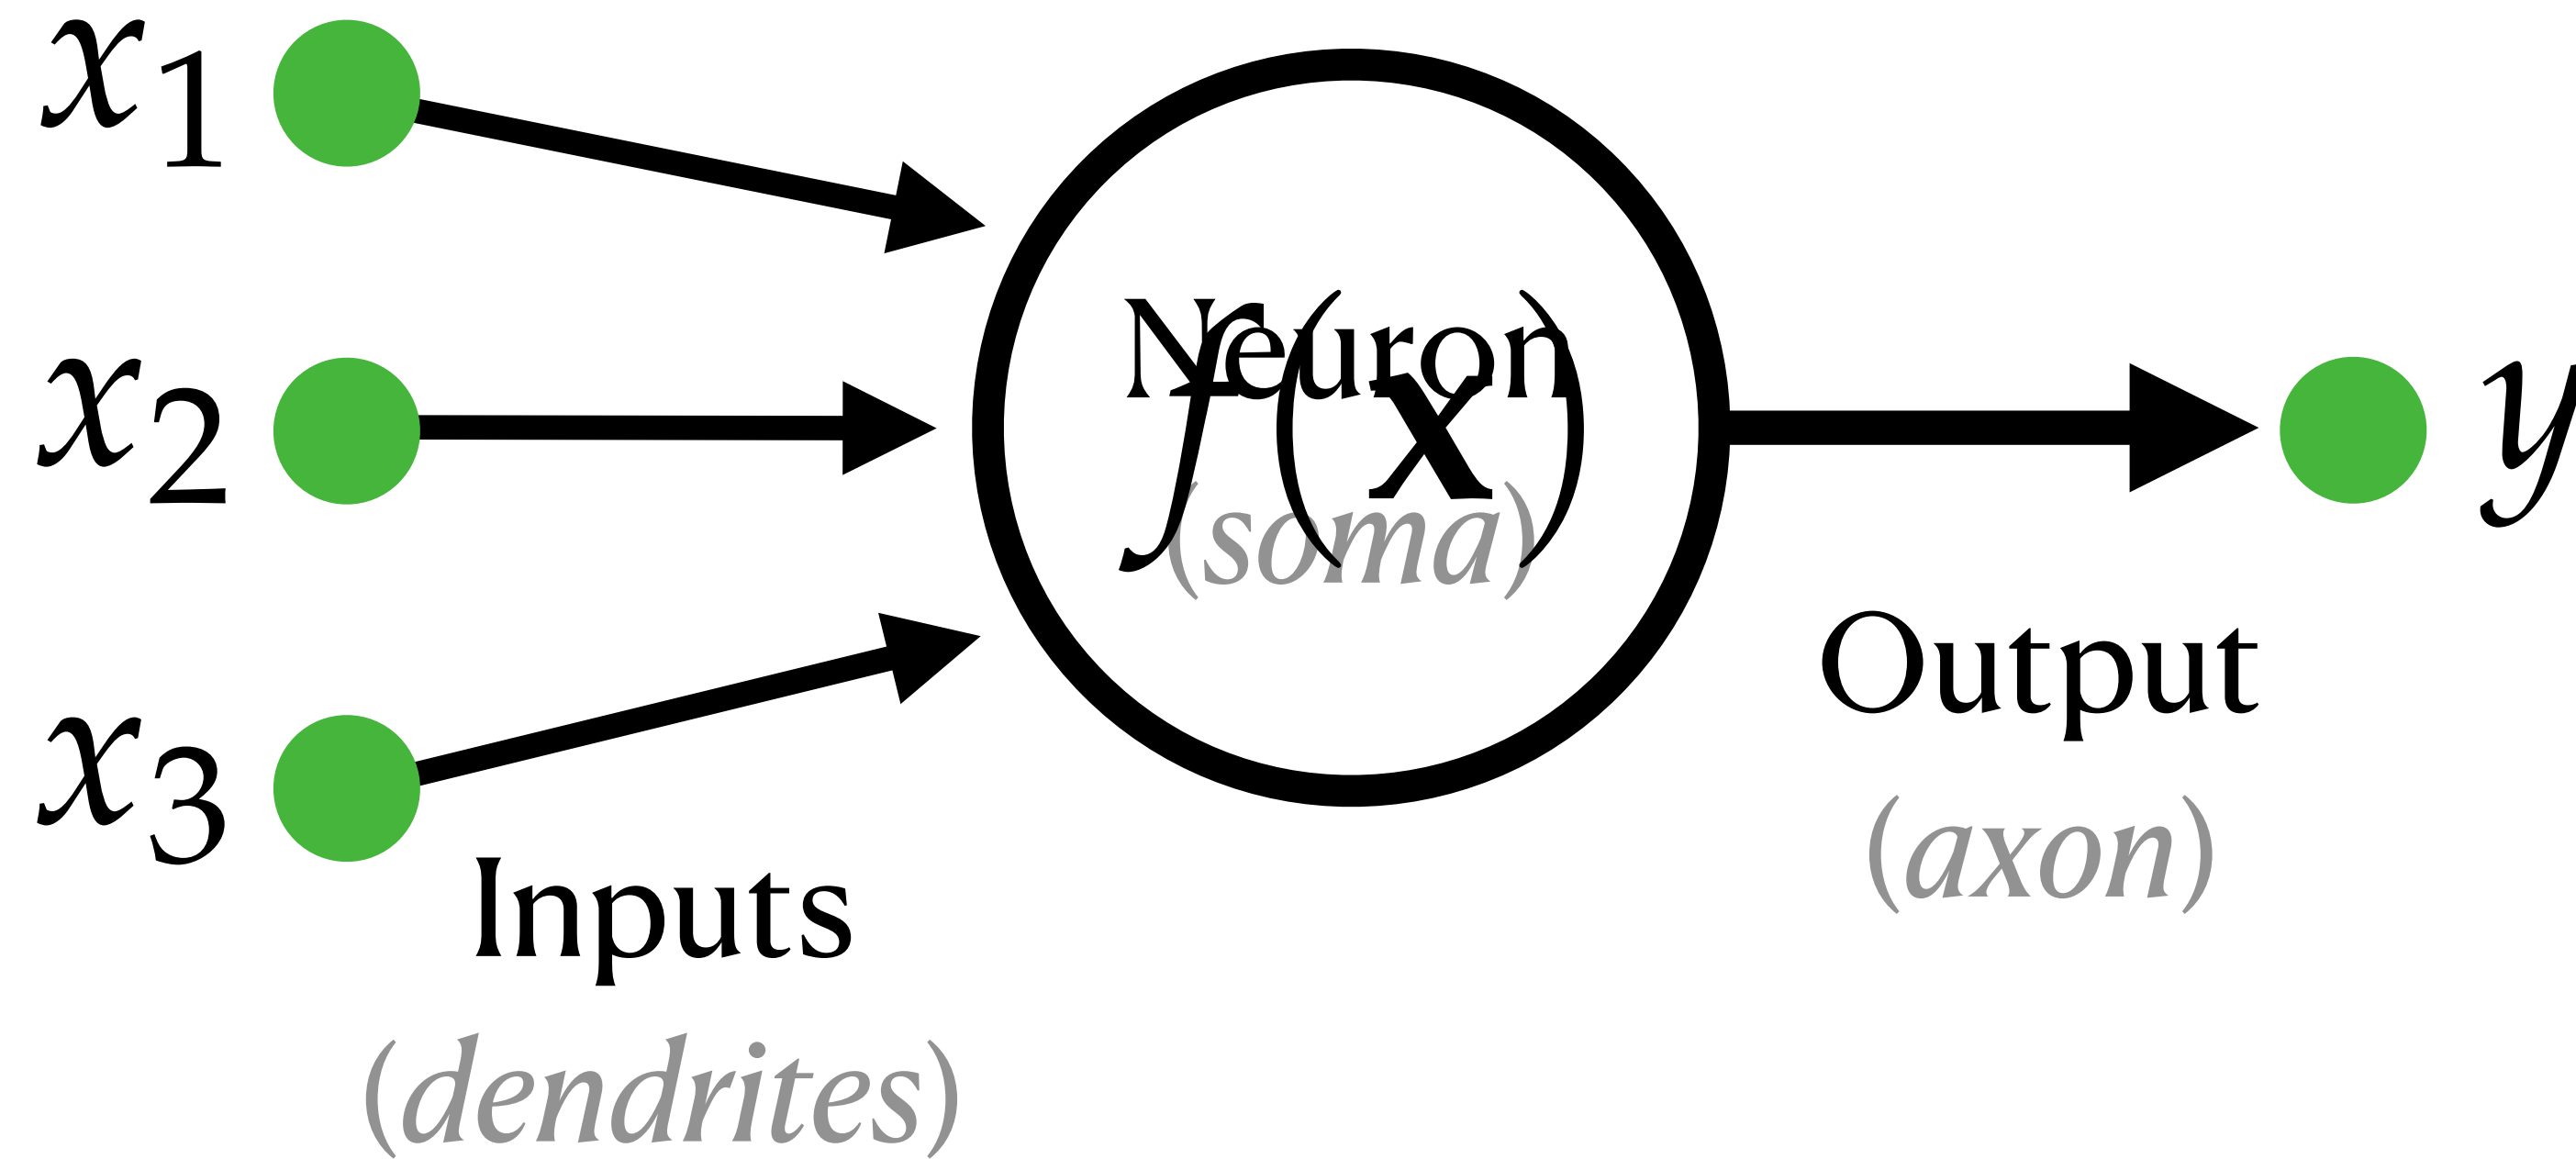 x1
x2
x3
Neuron
f(x)
(soma)
y
Output
(axon)
Inputs
(dendrites)